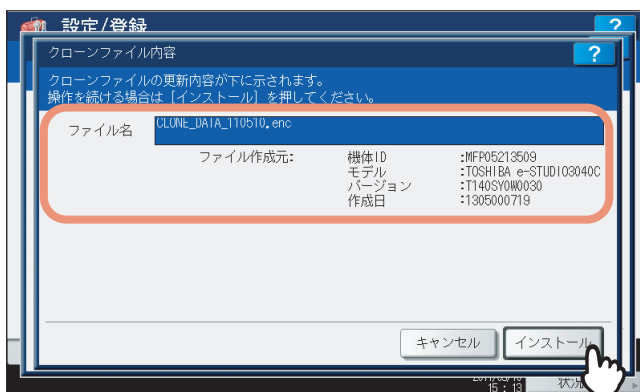 設定/登録
?
クローンファイル内容
?
クローンファイルの更新内容が下に示されます。
操作を続ける場合は [インストール] を押してください。
ファイル名
CLONE_DATA_110510.enc
ファイル作成元:
機体ID :MFP05213509
モデル :TOSHIBA e-STUDIO3040C
バージョン :T140SY0W0030
作成日 :1305000719
キャンセル
インストール
15 : 13
状況